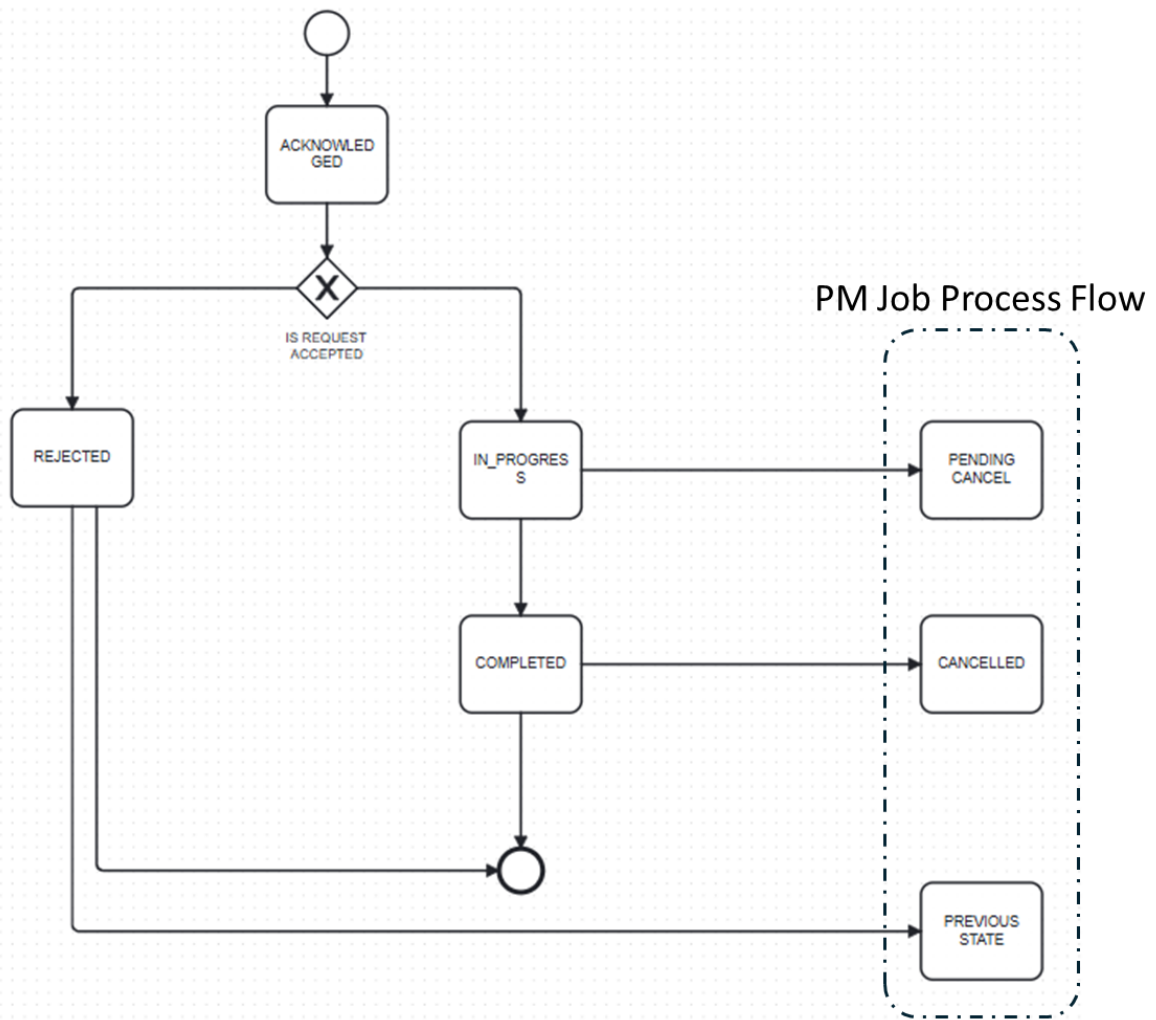 ACKNOWLED
GED
X
IS REQUEST
ACCEPTED
PM Job Process Flow
REJECTED
IN_PROGRES
S
PENDING
CANCEL
COMPLETED
CANCELLED
PREVIOUS
STATE